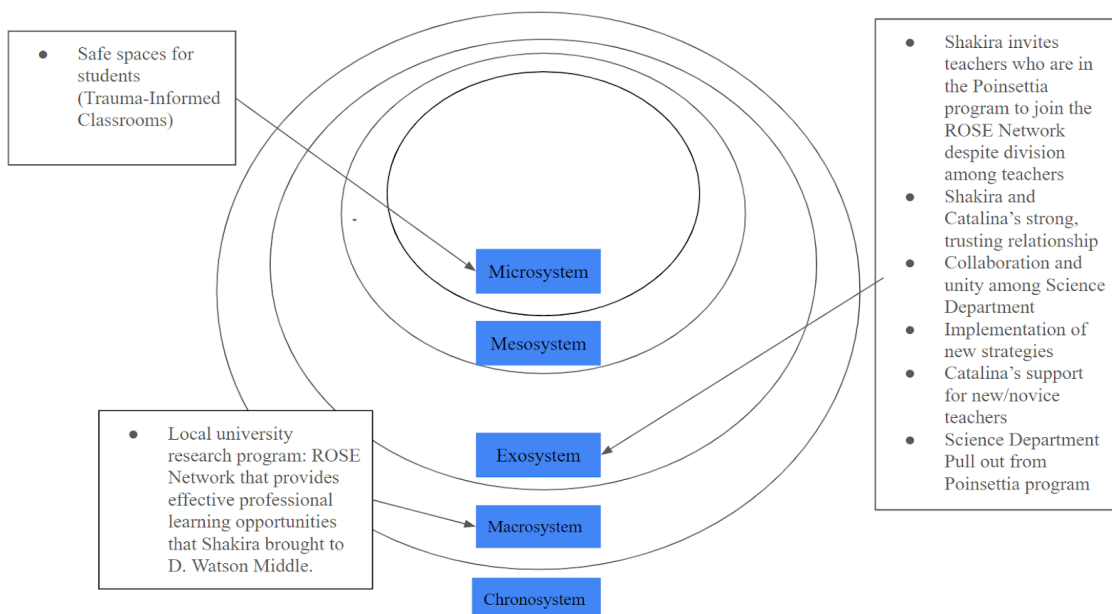 ● Safe spaces for
students
(Trauma-Informed
Classrooms)
● Shakira invites
teachers who are in
the Poinsettia
program to join the
ROSE Network
despite division
among teachers
● Shakira and
Catalina’s strong,
trusting relationship
● Collaboration and
unity among Science
Department
● Implementation of
new strategies
● Catalina’s support
for new/novice
teachers
● Science Department
Pull out from
Poinsettia program
-
Microsystem
Mesosystem
Exosystem
Macrosystem
Chronosystem
● Local university
research program: ROSE
Network that provides
effective professional
learning opportunities
that Shakira brought to
D. Watson Middle.